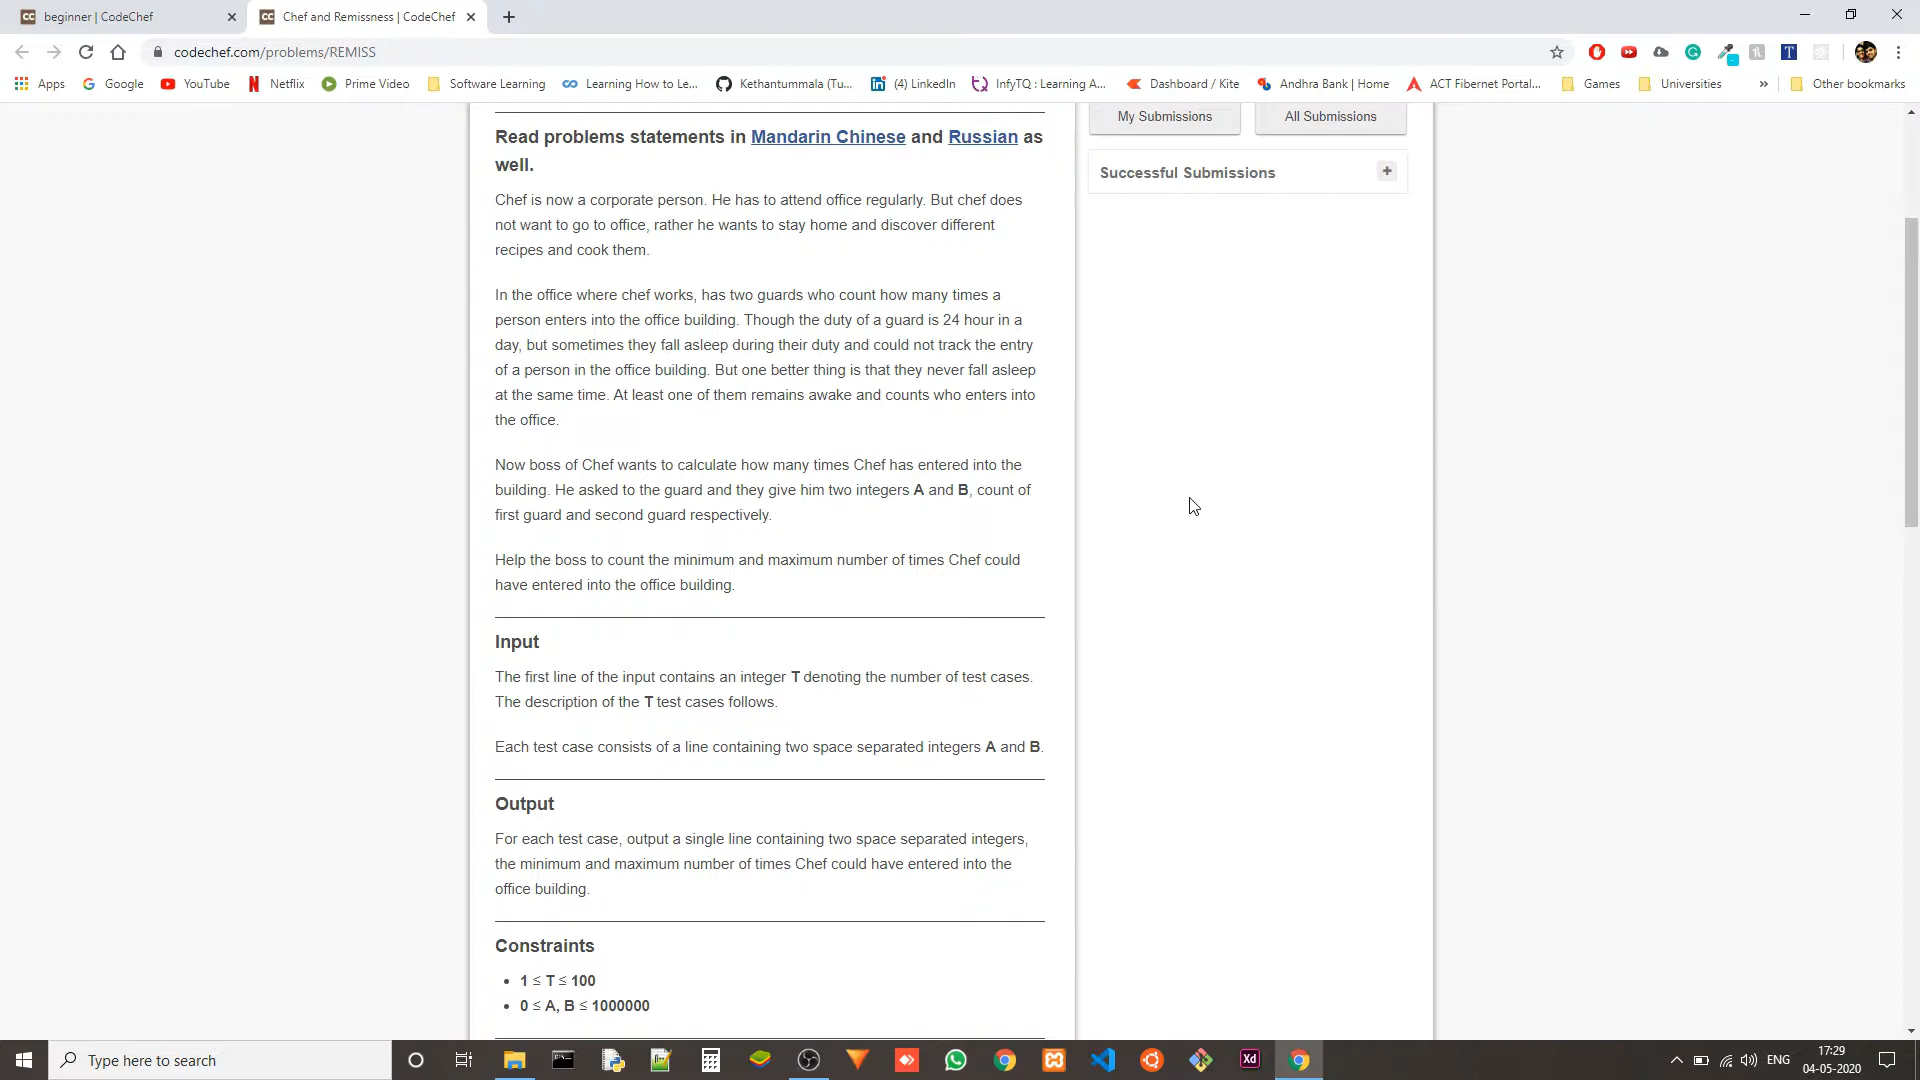 beginner | CodeChef
Chef and Remissness | CodeChef
codechef.com/problems/REMISS
Apps
Google
YouTube
Netflix
Prime Video
Software Learning
Learning How to Le...
Kethantummala (Tu...
(4) LinkedIn
InfyTQ : Learning A...
Dashboard / Kite
Andhra Bank | Home
ACT Fibernet Portal...
Games
Universities
»
Other bookmarks
My Submissions
All Submissions
Successful Submissions
+
Read problems statements in Mandarin Chinese and Russian as
well.
Chef is now a corporate person. He has to attend office regularly. But chef does
not want to go to office, rather he wants to stay home and discover different
recipes and cook them.
In the office where chef works, has two guards who count how many times a
person enters into the office building. Though the duty of a guard is 24 hour in a
day, but sometimes they fall asleep during their duty and could not track the entry
of a person in the office building. But one better thing is that they never fall asleep
at the same time. At least one of them remains awake and counts who enters into
the office.
Now boss of Chef wants to calculate how many times Chef has entered into the
building. He asked to the guard and they give him two integers A and B, count of
first guard and second guard respectively.
Help the boss to count the minimum and maximum number of times Chef could
have entered into the office building.
Input
The first line of the input contains an integer T denoting the number of test cases.
The description of the T test cases follows.
Each test case consists of a line containing two space separated integers A and B.
Output
For each test case, output a single line containing two space separated integers,
the minimum and maximum number of times Chef could have entered into the
office building.
Constraints
• 1 ≤ T ≤ 100
• 0 ≤ A, B ≤ 1000000
Type here to search
Xd
ENG
17:29
04-05-2020